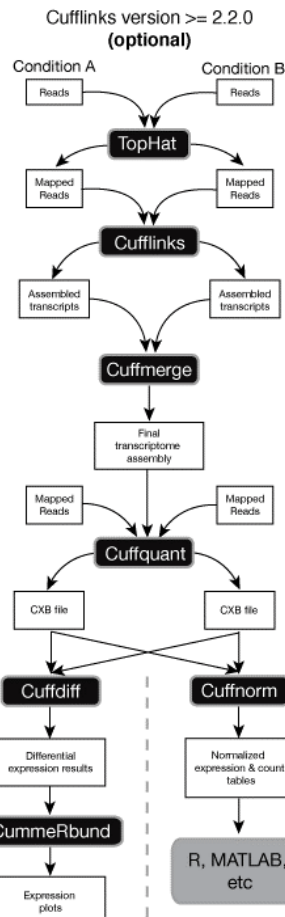 Cufflinks version >= 2.2.0
(optional)
Condition A
Condition B
Reads
Reads
TopHat
Mapped
Reads
Mapped
Reads
Cufflinks
Assembled
transcripts
Assembled
transcripts
Cuffmerge
Final
transcriptome
assembly
Mapped
Reads
Mapped
Reads
Cuffquant
CXB file
CXB file
Cuffdiff
Cuffnorm
Differential
expression results
Normalized
expression & count
tables
CummeRbund
R, MATLAB,
etc
Expression
plots